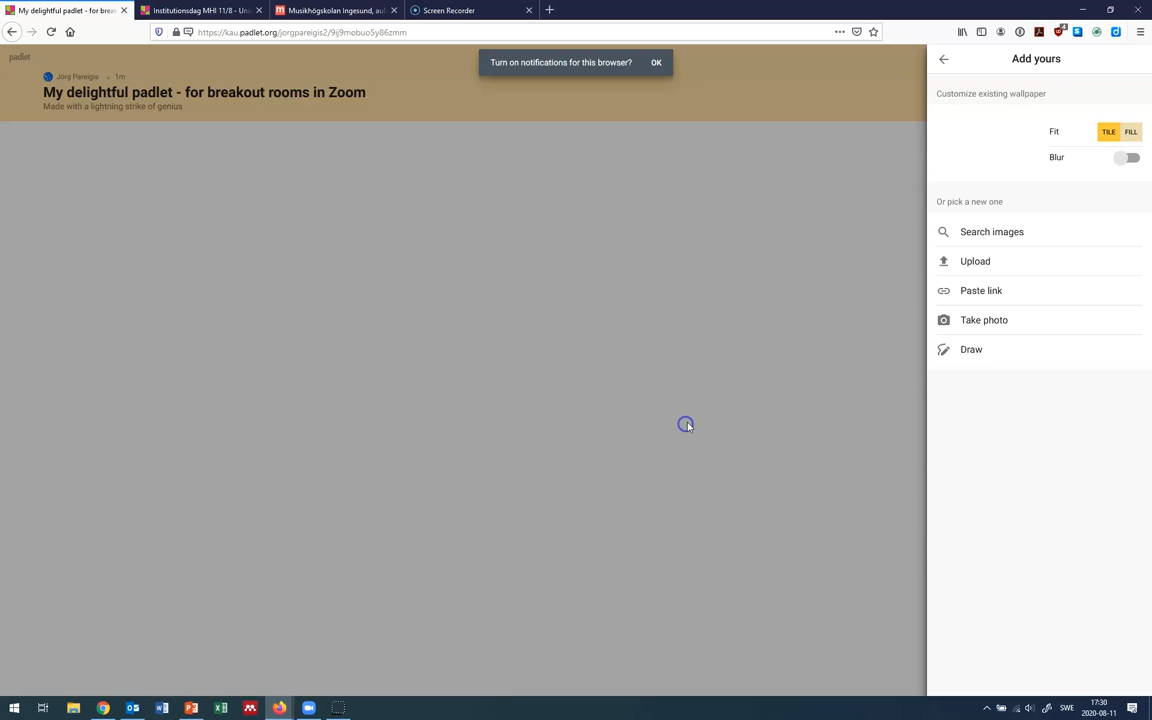 My delightful padlet - for break
Institutionsdag MHI 11/8 - Uni
Musikhögskolan Ingesund, aul
Screen Recorder
https://kau.padlet.org/jorgpareigis2/9ij9mobuo5y86zmm
4
padlet
Jörg Pareigis • 1m
My delightful padlet - for breakout rooms in Zoom
Made with a lightning strike of genius
Turn on notifications for this browser? OK
Add yours
Customize existing wallpaper
Fit TILE FILL
Blur
Or pick a new one
Search images
Upload
Paste link
Take photo
Draw
SWE
17:30
2020-08-11